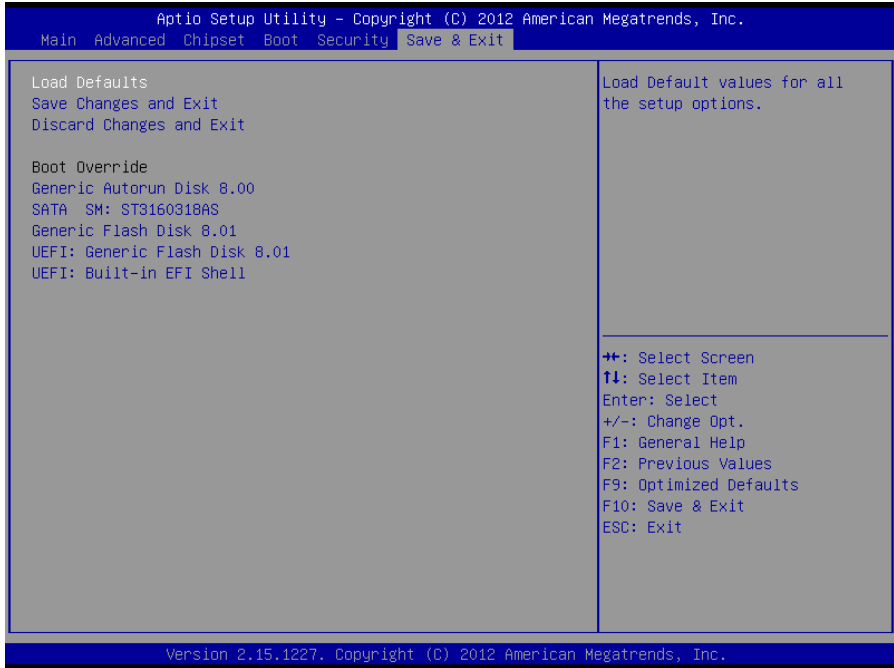 Aptio Setup Utility – Copyright (C) 2012 American Megatrends, Inc.
Main Advanced Chipset Boot Security Save & Exit
Load Defaults
Save Changes and Exit
Discard Changes and Exit
Boot Override
Generic Autorun Disk 8.00
SATA SM: ST3160318AS
Generic Flash Disk 8.01
UEFI: Generic Flash Disk 8.01
UEFI: Built-in EFI Shell
Load Default values for all
the setup options.
→←: Select Screen
↑↓: Select Item
Enter: Select
+/-: Change Opt.
F1: General Help
F2: Previous Values
F9: Optimized Defaults
F10: Save & Exit
ESC: Exit
Version 2.15.1227. Copyright (C) 2012 American Megatrends, Inc.